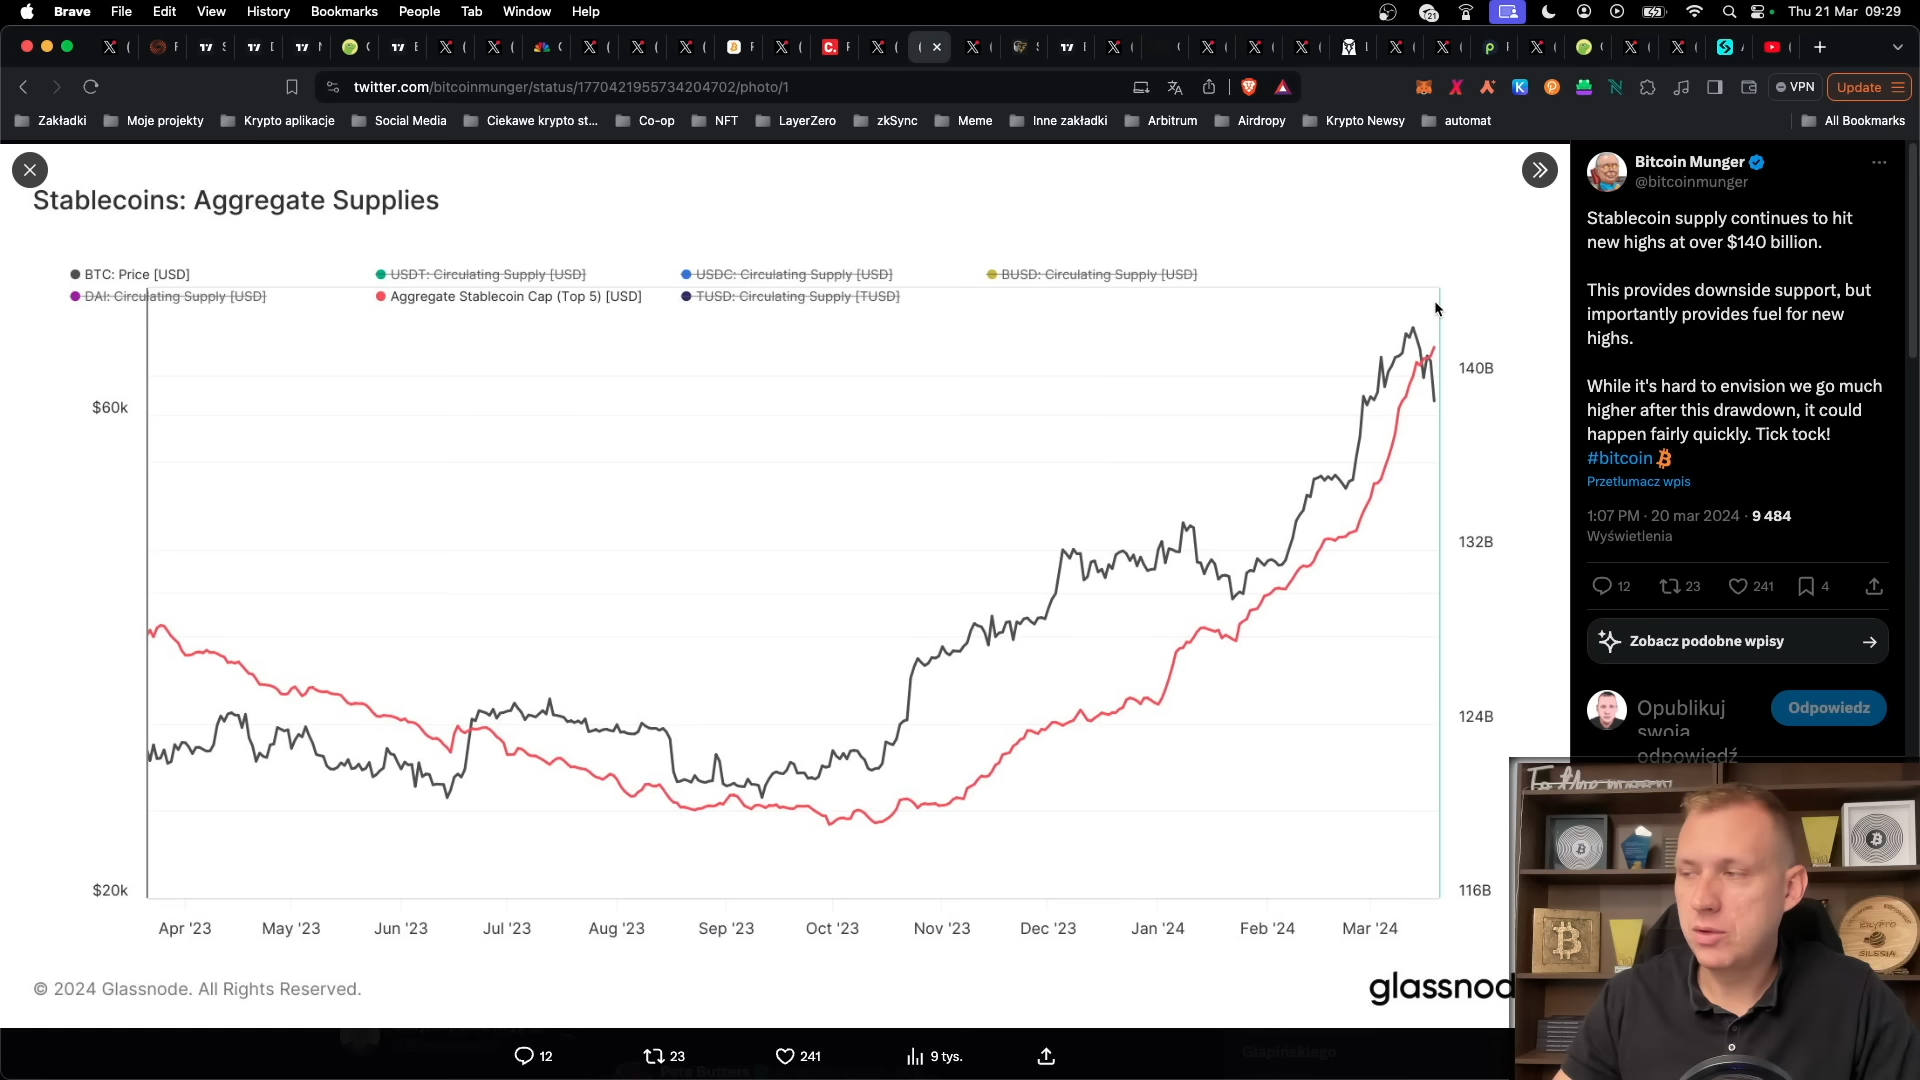 Brave File Edit View History Bookmarks People Tab Window Help
21
Thu 21 Mar 09:29
twitter.com/bitcoinmunger/status/1770421955734204702/photo/1
VPN
Update
Zakładki Moje projekty Krypto aplikacje Social Media Ciekawe krypto st... Co-op NFT LayerZero zkSync Meme Inne zakładki Arbitrum Airdropy Krypto Newsy automat All Bookmarks
Stablecoins: Aggregate Supplies
BTC: Price [USD] USDT: Circulating Supply [USD] USDC: Circulating Supply [USD] BUSD: Circulating Supply [USD]
DAI: Circulating Supply [USD] Aggregate Stablecoin Cap (Top 5) [USD] TUSD: Circulating Supply [TUSD]
$60k
$20k
140B
132B
124B
116B
Apr '23 May '23 Jun '23 Jul '23 Aug '23 Sep '23 Oct '23 Nov '23 Dec '23 Jan '24 Feb '24 Mar '24
© 2024 Glassnode. All Rights Reserved.
glassnod
12 23 241 9 tys.
Bitcoin Munger
@bitcoinmunger
Stablecoin supply continues to hit
new highs at over $140 billion.
This provides downside support, but
importantly provides fuel for new
highs.
While it's hard to envision we go much
higher after this drawdown, it could
happen fairly quickly. Tick tock!
#bitcoin
Przetłumacz wpis
1:07 PM · 20 mar 2024 · 9 484
Wyświetlenia
12 23 241 4
Zobacz podobne wpisy
Opublikuj
swoją
odpowiedź
Odpowiedz
To the moon
KRYPTO
SILESIA